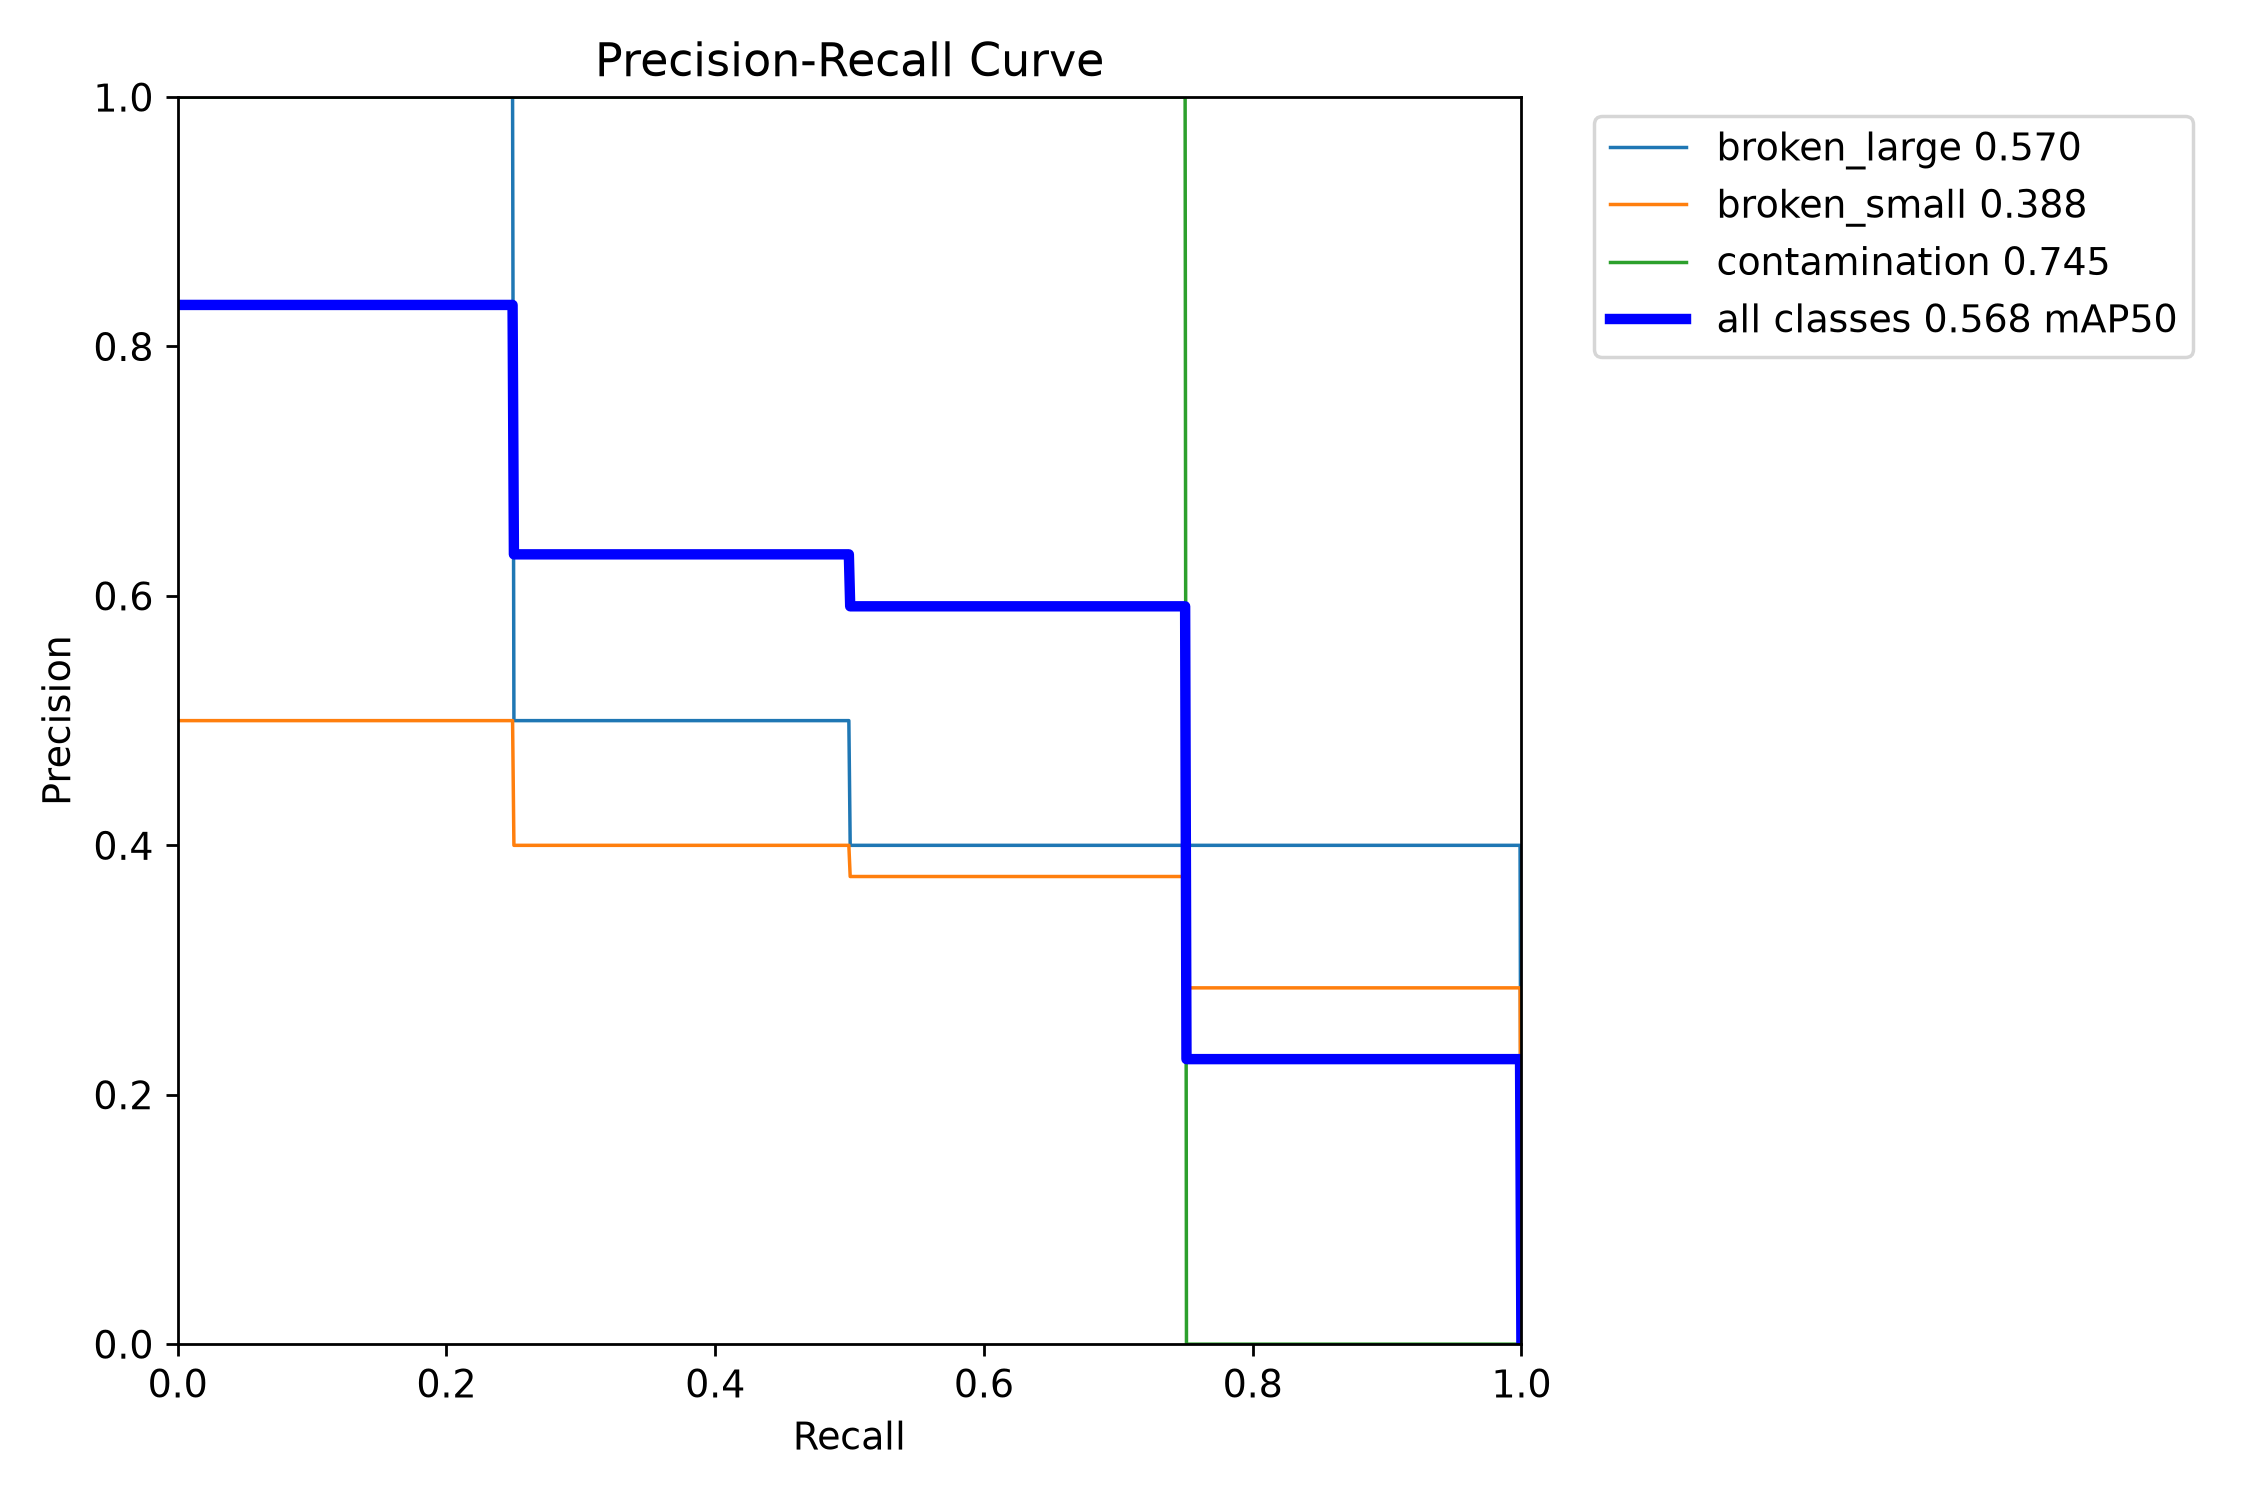 Precision-Recall Curve
1.0
0.8
0.6
0.4
0.2
0.0
Precision
0.0 0.2 0.4 0.6 0.8 1.0
Recall
broken_large 0.570
broken_small 0.388
contamination 0.745
all classes 0.568 mAP50